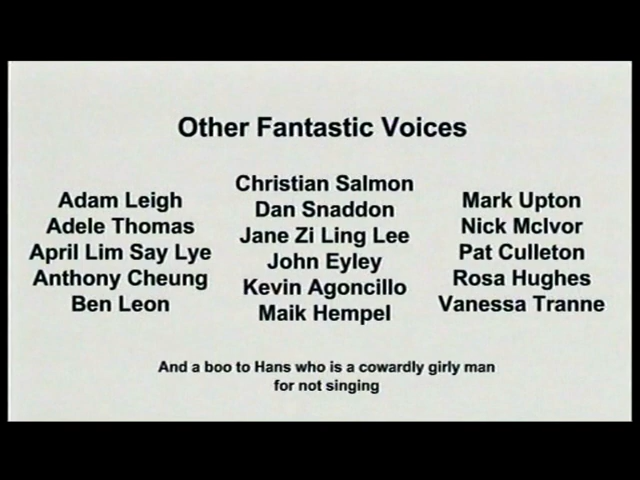 Other Fantastic Voices
Adam Leigh
Adele Thomas
April Lim Say Lye
Anthony Cheung
Ben Leon
Christian Salmon
Dan Snaddon
Jane Zi Ling Lee
John Eyley
Kevin Agoncillo
Maik Hempel
Mark Upton
Nick McIvor
Pat Culleton
Rosa Hughes
Vanessa Tranne
And a boo to Hans who is a cowardly girly man
for not singing